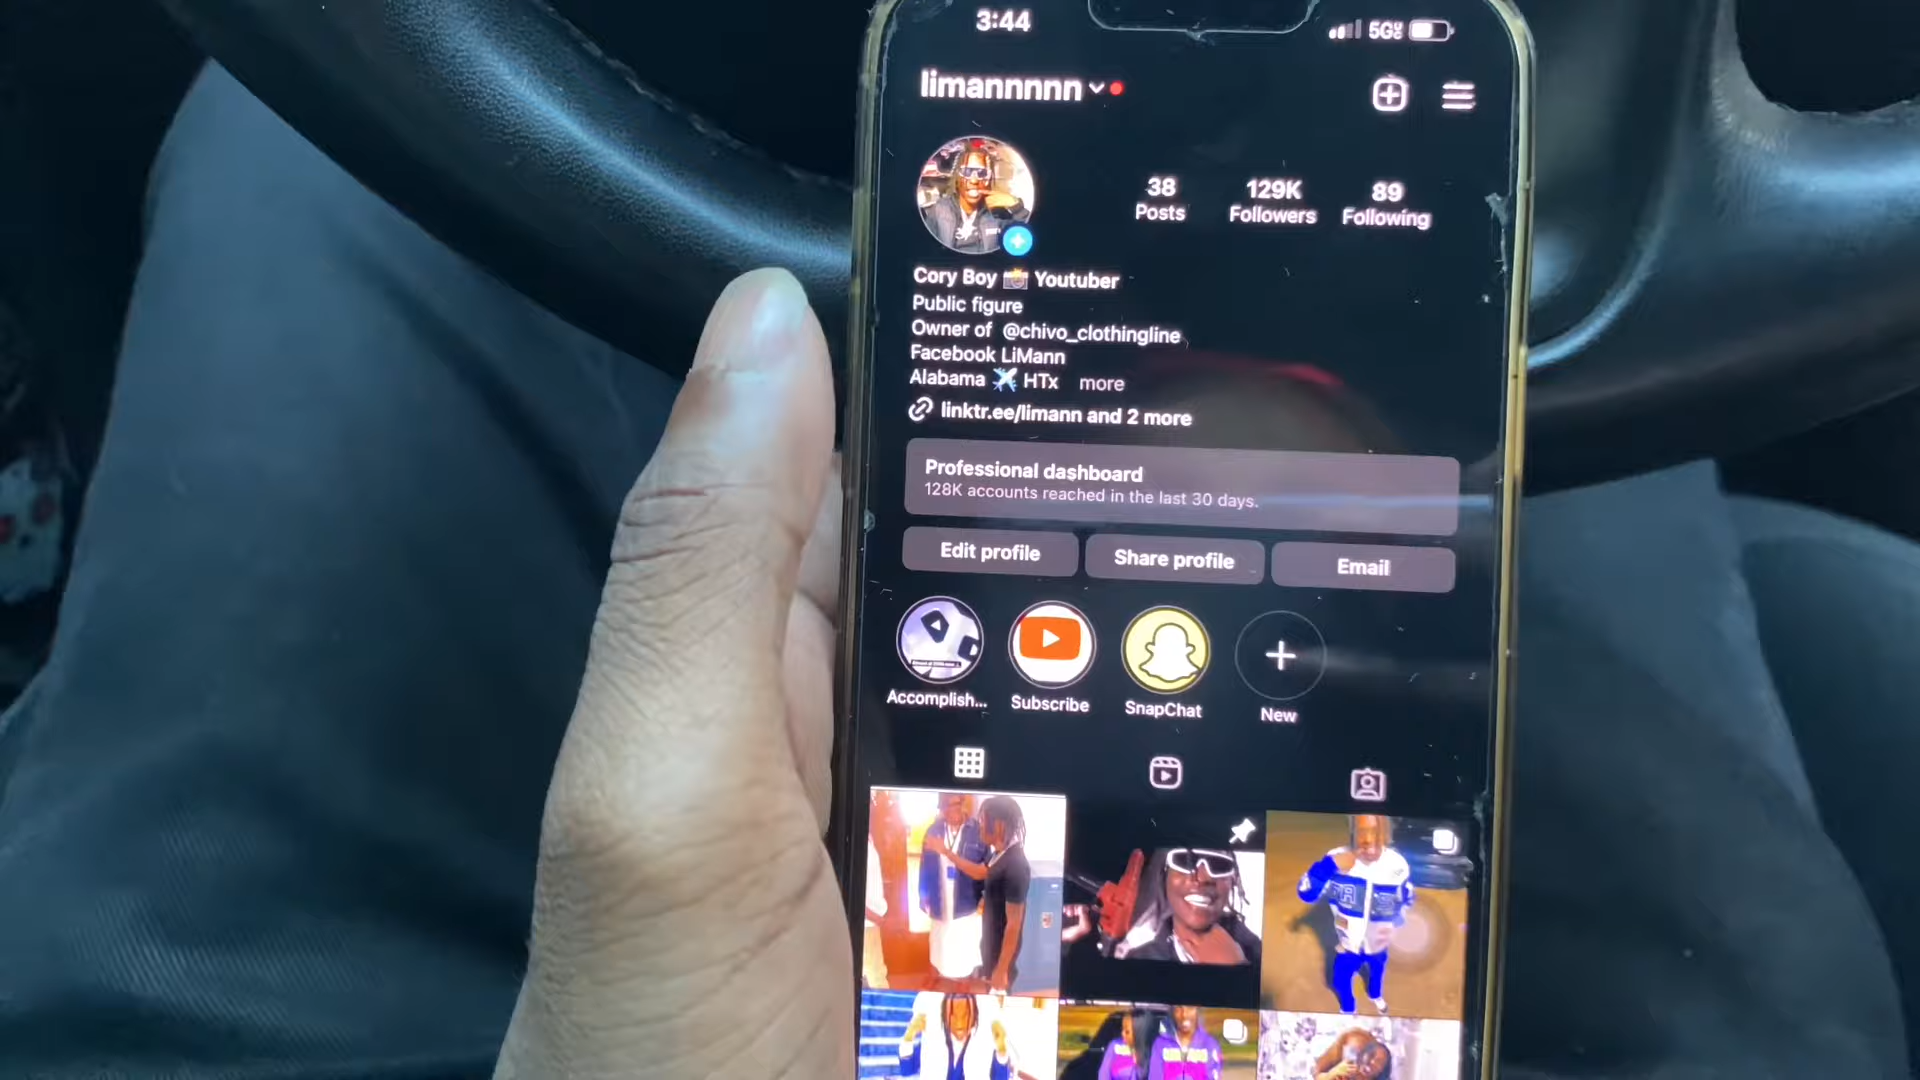 3:44
5G
limannnnn
38
Posts
129K
Followers
89
Following
Cory Boy 📸 Youtuber
Public figure
Owner of @chivo_clothingline
Facebook LiMann
Alabama ✈️ HTx more
linktr.ee/limann and 2 more
Professional dashboard
128K accounts reached in the last 30 days.
Edit profile
Share profile
Email
Accomplish...
Subscribe
SnapChat
New